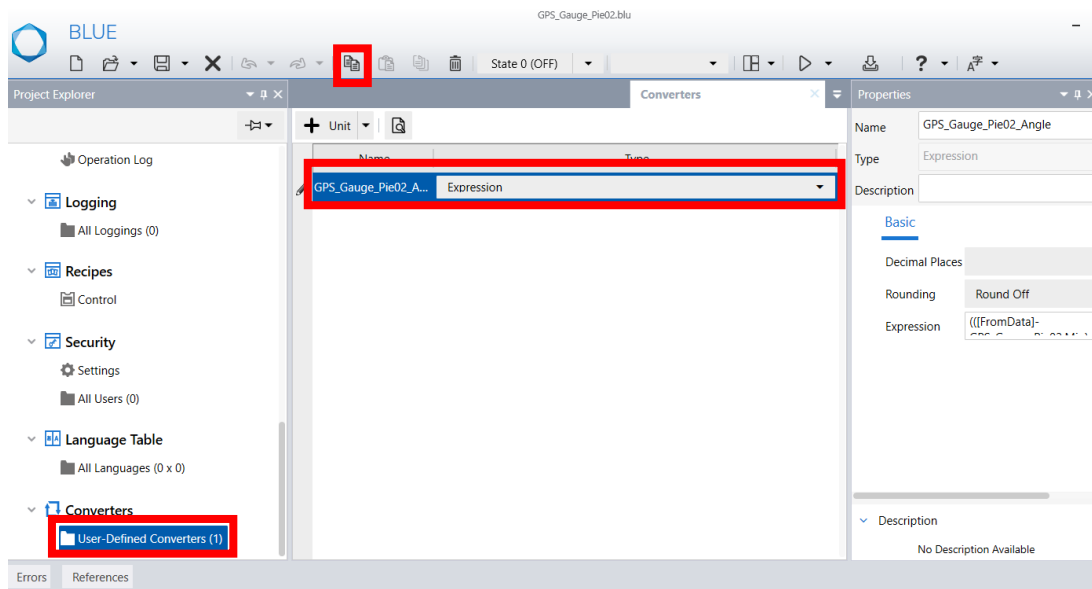 GPS_Gauge_Pie02.blu
BLUE
State 0 (OFF)
Project Explorer
Converters
Properties
Unit
Name
GPS_Gauge_Pie02_Angle
Operation Log
Name
Type
Type
Expression
GPS_Gauge_Pie02_A...
Expression
Description
Logging
All Loggings (0)
Basic
Recipes
Decimal Places
Control
Rounding
Round Off
Expression
(([FromData]-
Security
Settings
All Users (0)
Language Table
All Languages (0 x 0)
Converters
Description
User-Defined Converters (1)
No Description Available
Errors
References